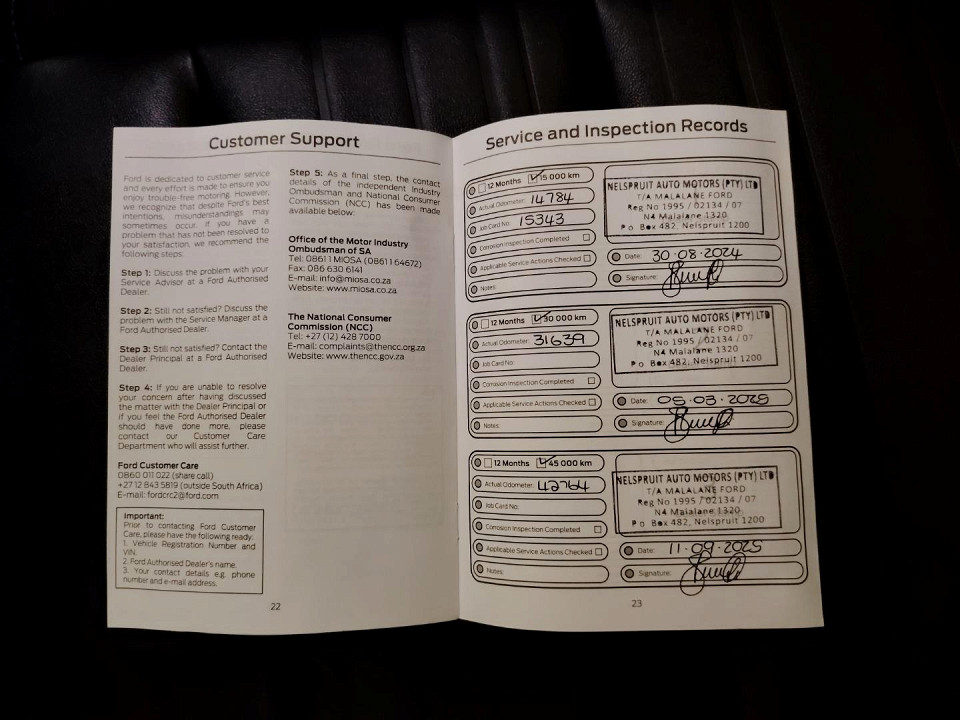 Customer Support
Ford is dedicated to customer service
and every effort is made to ensure you
enjoy trouble-free motoring. However,
we recognize that despite Ford's best
intentions, misunderstandings may
sometimes occur. If you have a
problem that has not been resolved to
your satisfaction, we recommend the
following steps:
Step 1: Discuss the problem with your
Service Advisor at a Ford Authorised
Dealer.
Step 2: Still not satisfied? Discuss the
problem with the Service Manager at a
Ford Authorised Dealer.
Step 3: Still not satisfied? Contact the
Dealer Principal at a Ford Authorised
Dealer.
Step 4: If you are unable to resolve
your concern after having discussed
the matter with the Dealer Principal or
if you feel the Ford Authorised Dealer
should have done more, please
contact our Customer Care
Department who will assist further.
Ford Customer Care
0860 011 022 (share call)
+27 12 843 5819 (outside South Africa)
E-mail: fordcrc2@ford.com
Important:
Prior to contacting Ford Customer
Care, please have the following ready:
1. Vehicle Registration Number and
VIN.
2. Ford Authorised Dealer's name.
3. Your contact details e.g. phone
number and e-mail address.
22
Step 5: As a final step, the contact
details of the Independent Industry
Ombudsman and National Consumer
Commission (NCC) has been made
available below:
Office of the Motor Industry
Ombudsman of SA
Tel: 08611 MIOSA (0861164672)
Fax: 086 630 6141
E-mail: info@miosa.co.za
Website: www.miosa.co.za
The National Consumer
Commission (NCC)
Tel: +27 (12) 428 7000
E-mail: complaints@thencc.org.za
Website: www.thencc.gov.za
Service and Inspection Records
12 Months 15 000 km
Actual Odometer: 14784
Job Card No: 15343
Corrosion Inspection Completed
Applicable Service Actions Checked
Notes:
NELSPRUIT AUTO MOTORS (PTY) LTD
T/A MALALANE FORD
Reg No 1995 / 02134 / 07
N4 Malalane 1320
P o Box 482, Nelspruit 1200
Date: 30.08.2024
Signature:
12 Months 30 000 km
Actual Odometer: 31639
Job Card No:
Corrosion Inspection Completed
Applicable Service Actions Checked
Notes:
NELSPRUIT AUTO MOTORS (PTY) LTD
T/A MALALANE FORD
Reg No 1995 / 02134 / 07
N4 Malalane 1320
P o Box 482, Nelspruit 1200
Date: 05.03.2025
Signature:
12 Months 45 000 km
Actual Odometer: 42764
Job Card No:
Corrosion Inspection Completed
Applicable Service Actions Checked
Notes:
NELSPRUIT AUTO MOTORS (PTY) LTD
T/A MALALANE FORD
Reg No 1995 / 02134 / 07
N4 Malalane 1320
P o Box 482, Nelspruit 1200
Date: 11.09.2025
Signature:
23